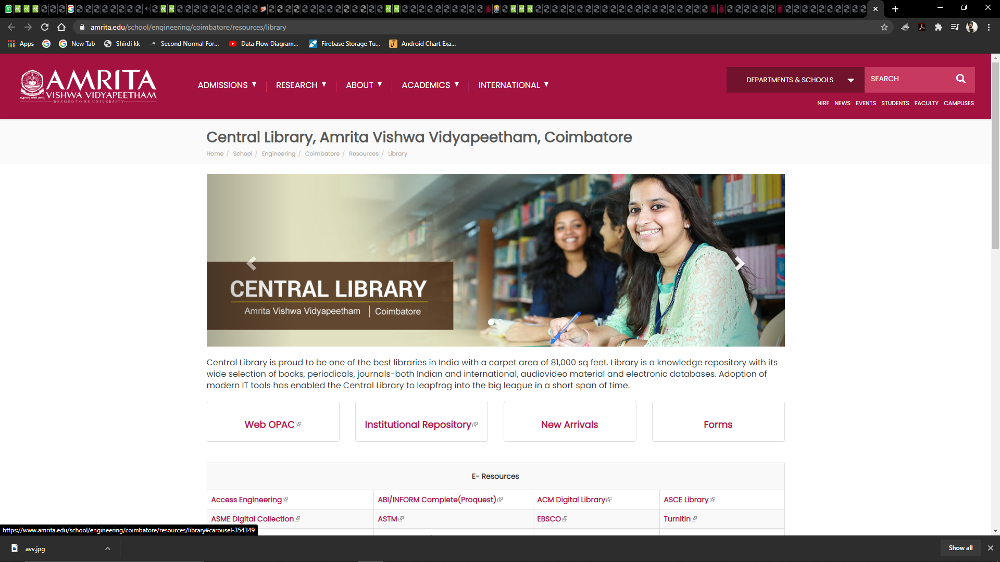 amrita.edu/school/engineering/coimbatore/resources/library
Apps New Tab Shirdi kk Second Normal For... Data Flow Diagram... Firebase Storage Tu... Android Chart Exa...
AMRITA
VISHWA VIDYAPEETHAM
DEEMED TO BE UNIVERSITY
ADMISSIONS RESEARCH ABOUT ACADEMICS INTERNATIONAL
DEPARTMENTS & SCHOOLS SEARCH
NIRF NEWS EVENTS STUDENTS FACULTY CAMPUSES
Central Library, Amrita Vishwa Vidyapeetham, Coimbatore
Home / School / Engineering / Coimbatore / Resources / Library
CENTRAL LIBRARY
Amrita Vishwa Vidyapeetham | Coimbatore
Central Library is proud to be one of the best libraries in India with a carpet area of 81,000 sq feet. Library is a knowledge repository with its
wide selection of books, periodicals, journals-both Indian and international, audiovideo material and electronic databases. Adoption of
modern IT tools has enabled the Central Library to leapfrog into the big league in a short span of time.
Web OPAC Institutional Repository New Arrivals Forms
E- Resources
Access Engineering ABI/INFORM Complete(Proquest) ACM Digital Library ASCE Library
ASME Digital Collection ASTM EBSCO Turnitin
https://www.amrita.edu/school/engineering/coimbatore/resources/library#carousel-354349
avv.jpg Show all